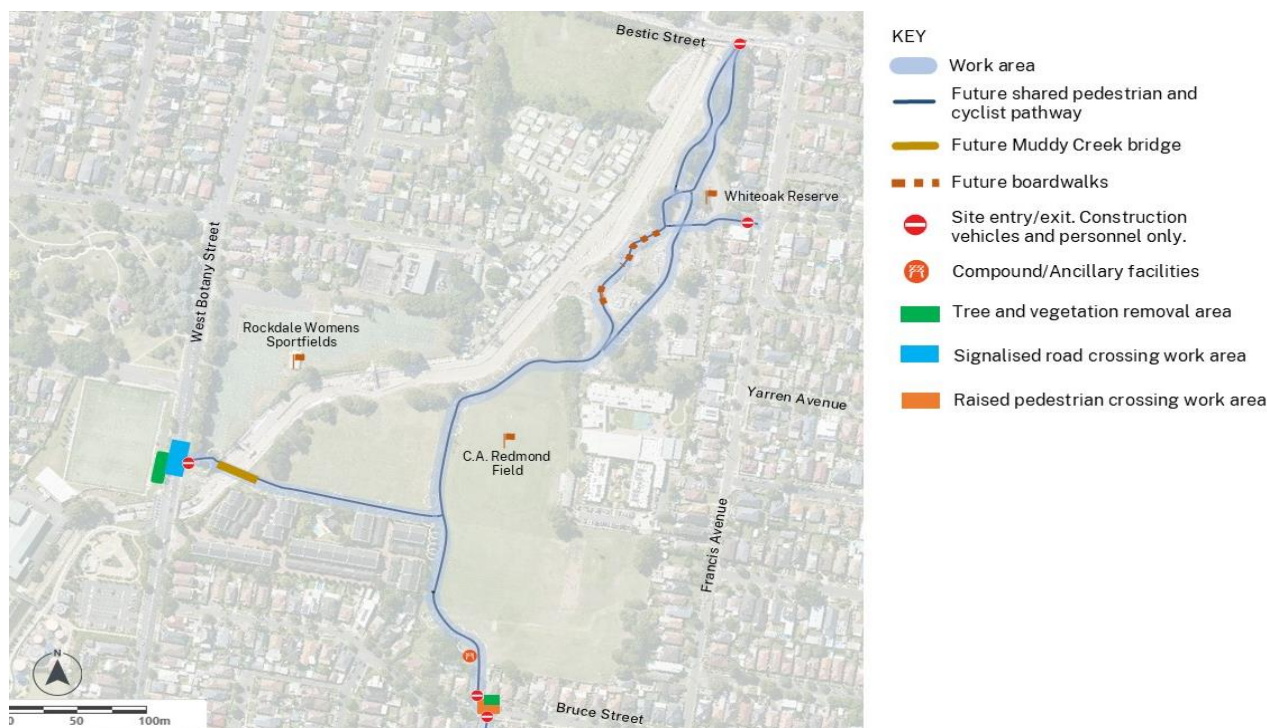 Bestic Street
Whiteoak Reserve
West Botany Street
Rockdale Womens
Sportfields
Yarren Avenue
C.A. Redmond
Field
Francis Avenue
Bruce Street
N
0 50 100m
KEY
Work area
Future shared pedestrian and
cyclist pathway
Future Muddy Creek bridge
Future boardwalks
Site entry/exit. Construction
vehicles and personnel only.
Compound/Ancillary facilities
Tree and vegetation removal area
Signalised road crossing work area
Raised pedestrian crossing work area